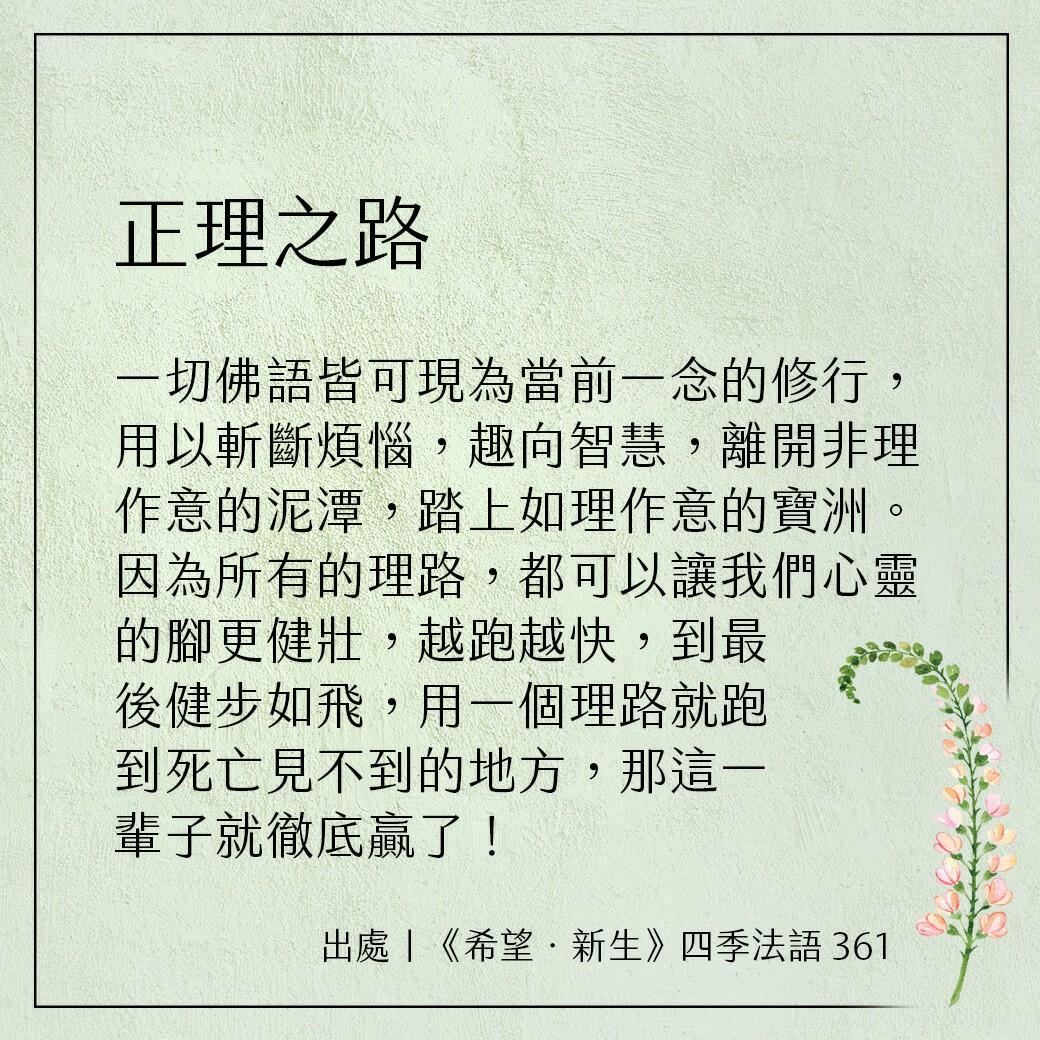 正理之路
一切佛語皆可現為當前一念的修行，
用以斬斷煩惱，趣向智慧，離開非理
作意的泥潭，踏上如理作意的寶洲。
因為所有的理路，都可以讓我們心靈
的腳更健壯，越跑越快，到最
後健步如飛，用一個理路就跑
到死亡見不到的地方，那這一
輩子就徹底贏了！
出處｜《希望．新生》四季法語 361